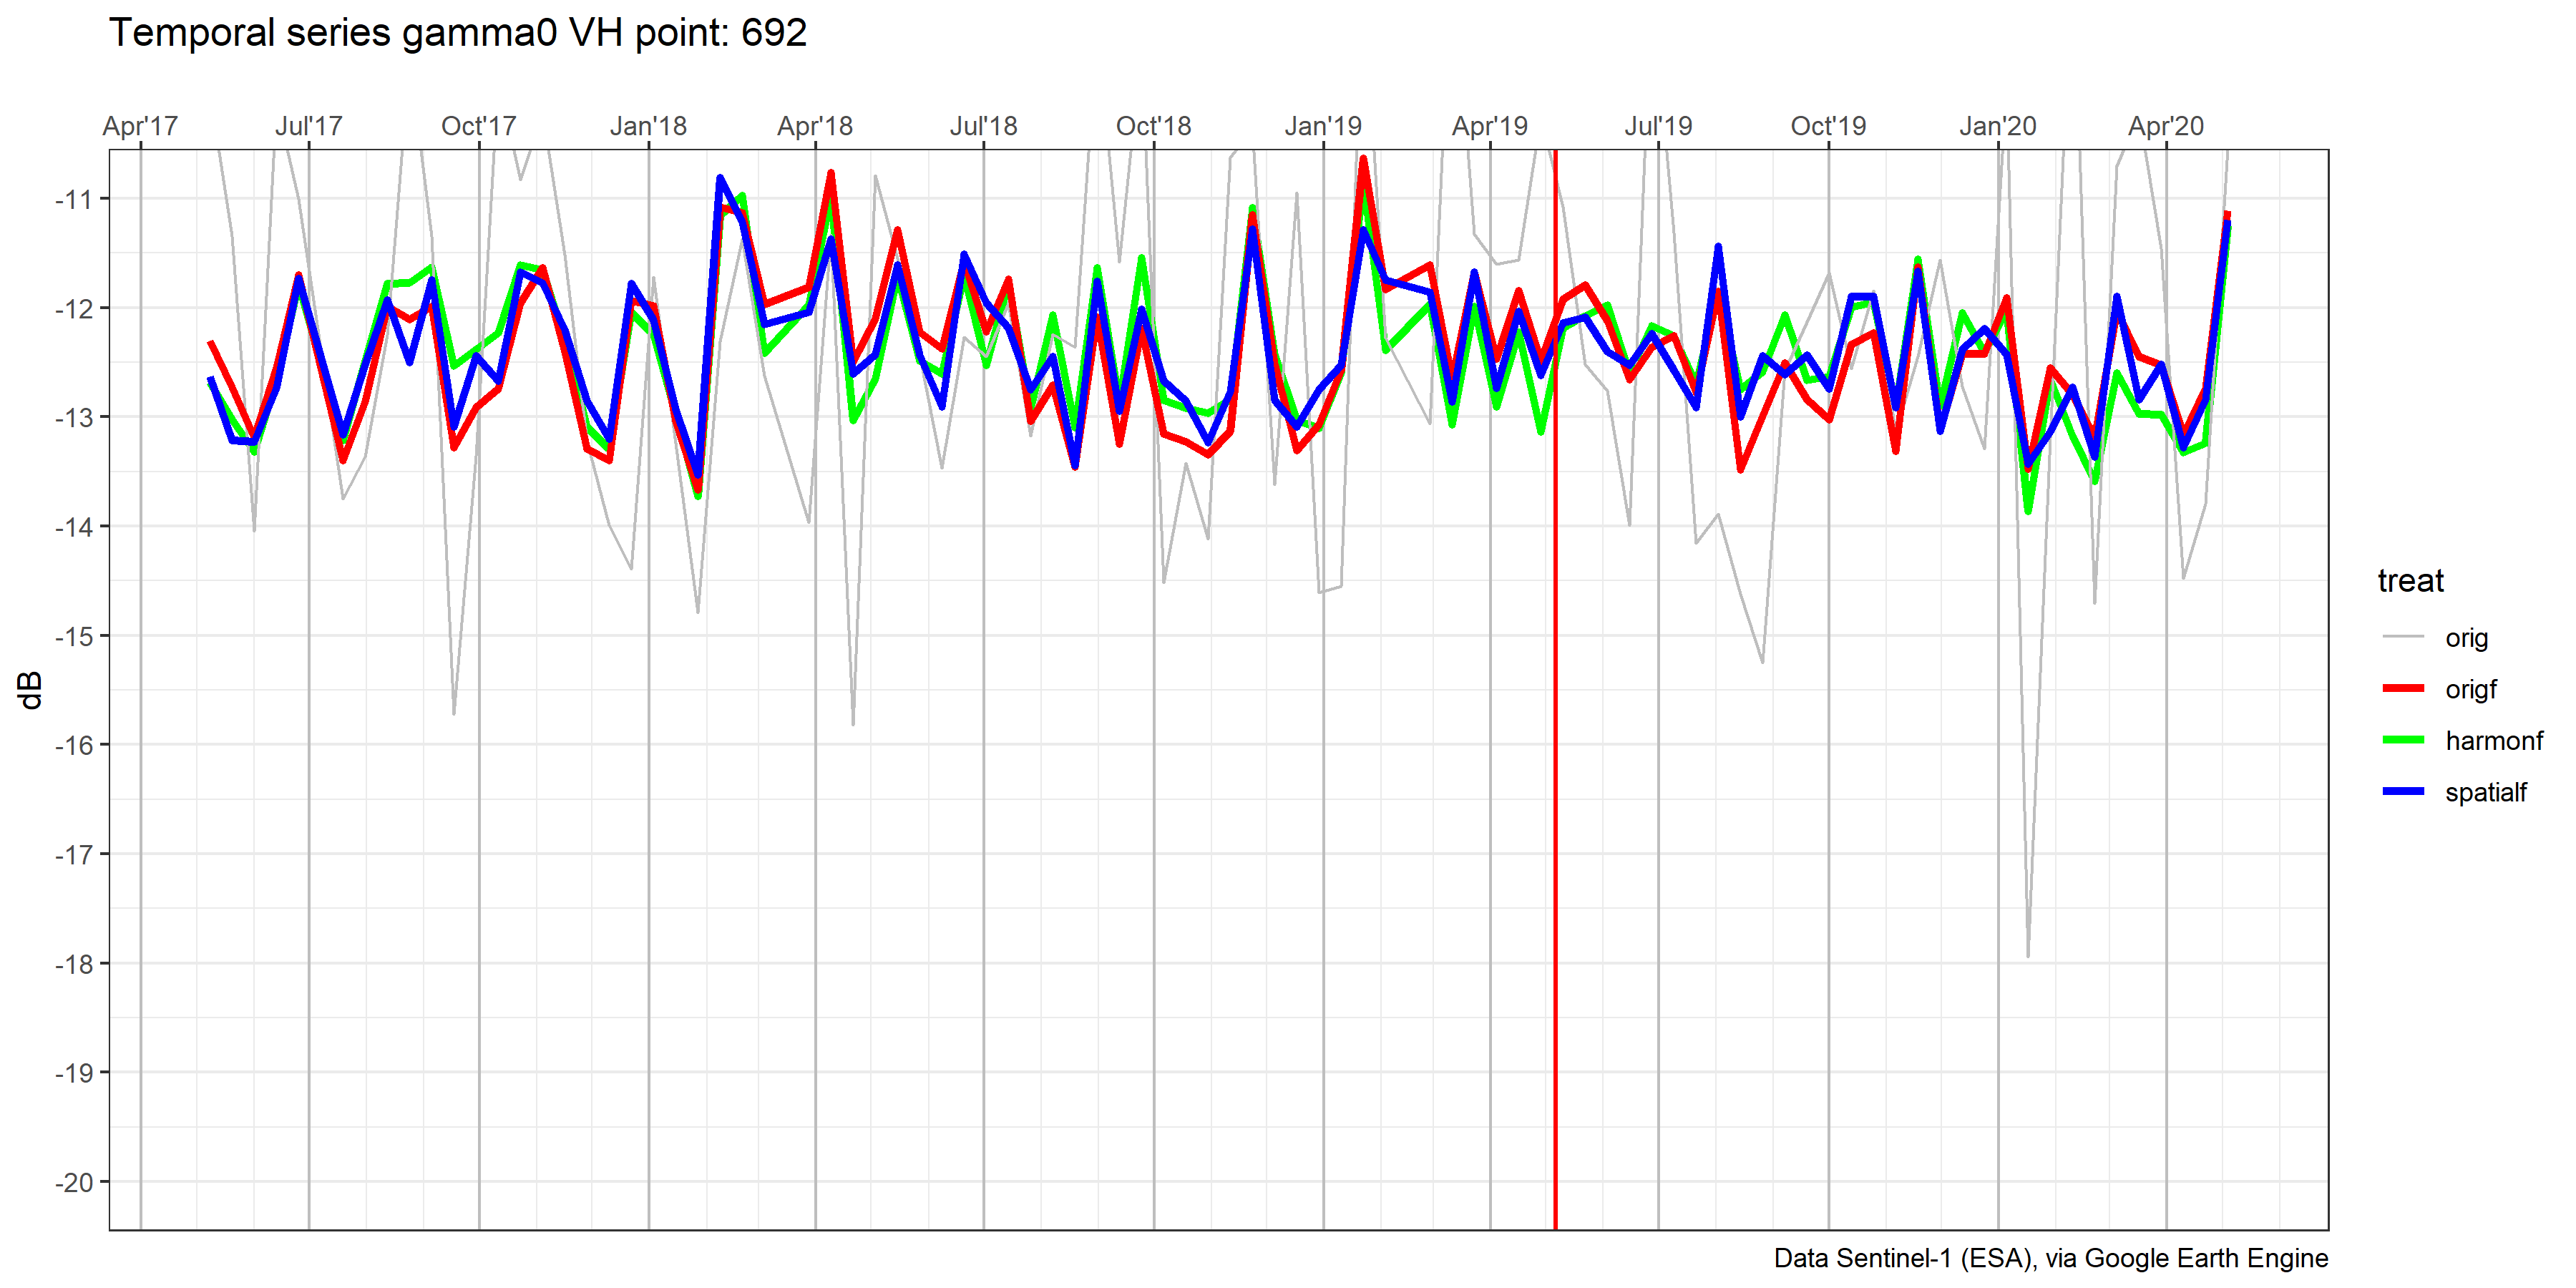 Temporal series gamma0 VH point: 692
Apr'17 Jul'17 Oct'17 Jan'18 Apr'18 Jul'18 Oct'18 Jan'19 Apr'19 Jul'19 Oct'19 Jan'20 Apr'20
-11
-12
-13
-14
-15
-16
-17
-18
-19
-20
dB
treat
orig
origf
harmonf
spatialf
Data Sentinel-1 (ESA), via Google Earth Engine